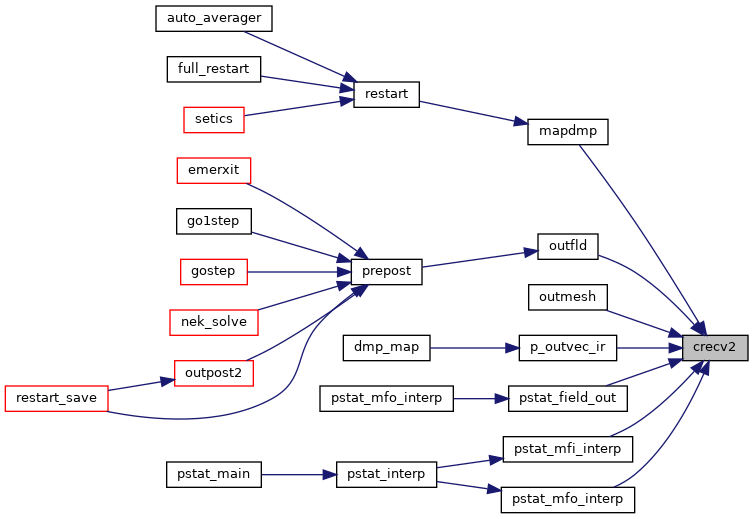 auto_averager
full_restart
restart
setics
mapdmp
emerxit
go1step
outfld
gostep
prepost
outmesh
nek_solve
crecv2
dmp_map
p_outvec_ir
outpost2
restart_save
pstat_mfo_interp
pstat_field_out
pstat_mfi_interp
pstat_main
pstat_interp
pstat_mfo_interp